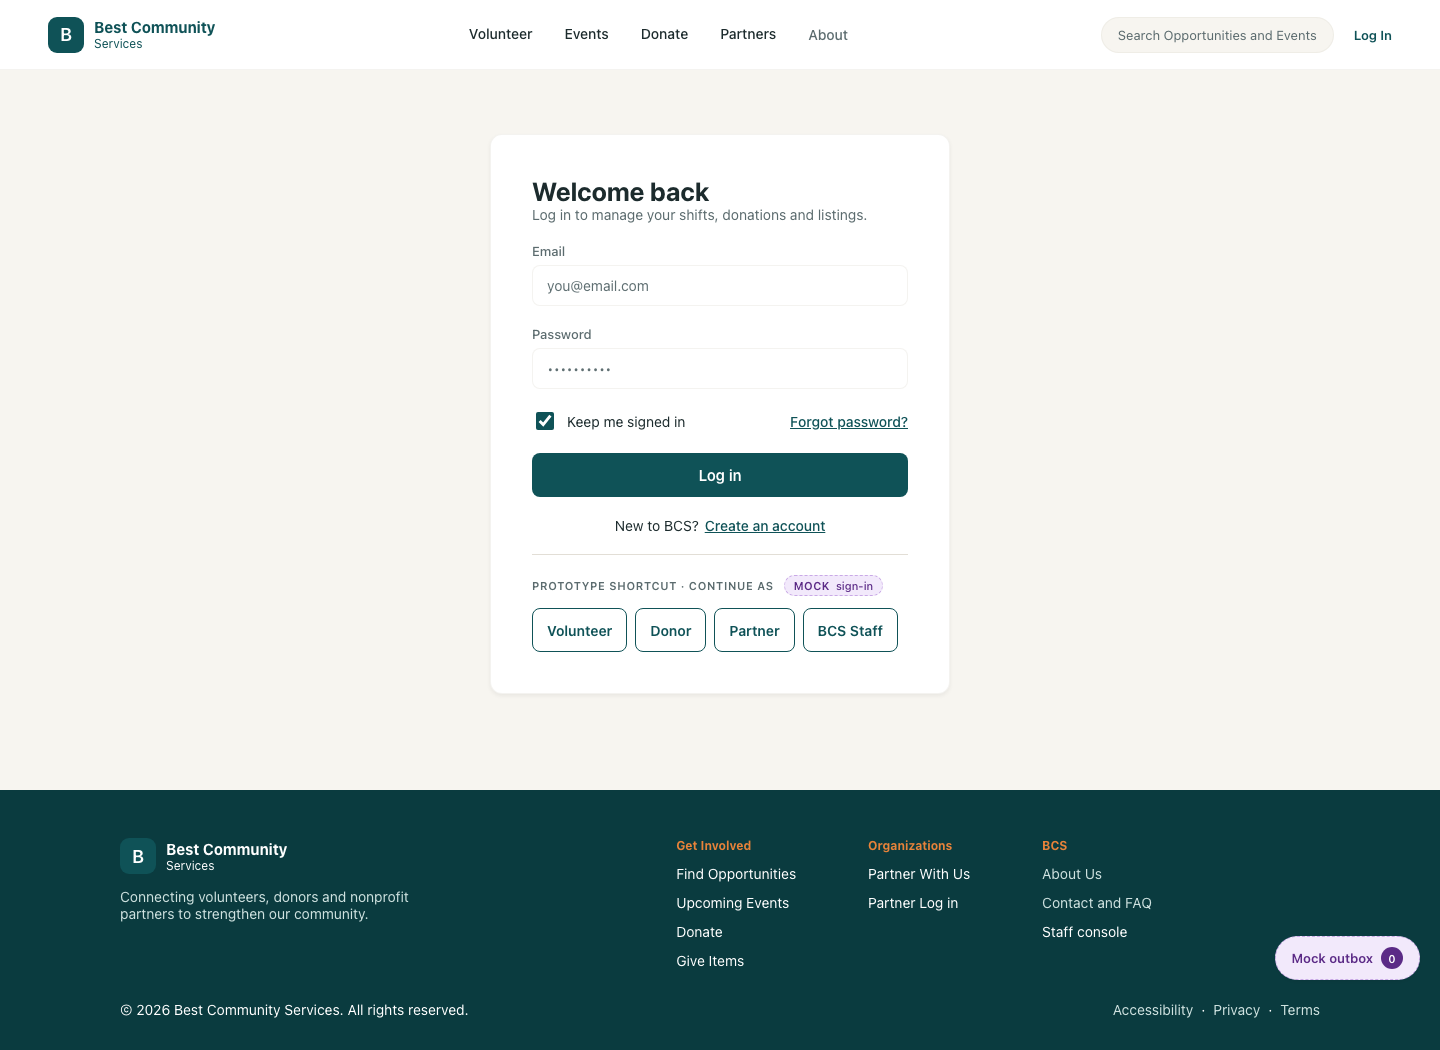 B
Best Community
Services
Volunteer
Events
Donate
Partners
About
Search Opportunities and Events
Log In
Welcome back
Log in to manage your shifts, donations and listings.
Email
you@email.com
Password
••••••••••
Keep me signed in
Forgot password?
Log in
New to BCS? Create an account
PROTOTYPE SHORTCUT · CONTINUE AS
MOCK sign-in
Volunteer
Donor
Partner
BCS Staff
B
Best Community
Services
Connecting volunteers, donors and nonprofit
partners to strengthen our community.
Get Involved
Find Opportunities
Upcoming Events
Donate
Give Items
Organizations
Partner With Us
Partner Log in
BCS
About Us
Contact and FAQ
Staff console
Mock outbox 0
© 2026 Best Community Services. All rights reserved.
Accessibility · Privacy · Terms